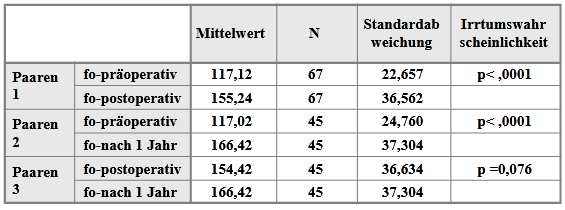 Mittelwert N Standardab weichung Irrtumswahr scheinlichkeit
Paaren 1 fo-präoperativ 117,12 67 22,657 p< ,0001
fo-postoperativ 155,24 67 36,562
Paaren 2 fo-präoperativ 117,02 45 24,760 p< ,0001
fo-nach 1 Jahr 166,42 45 37,304
Paaren 3 fo-postoperativ 154,42 45 36,634 p =0,076
fo-nach 1 Jahr 166,42 45 37,304